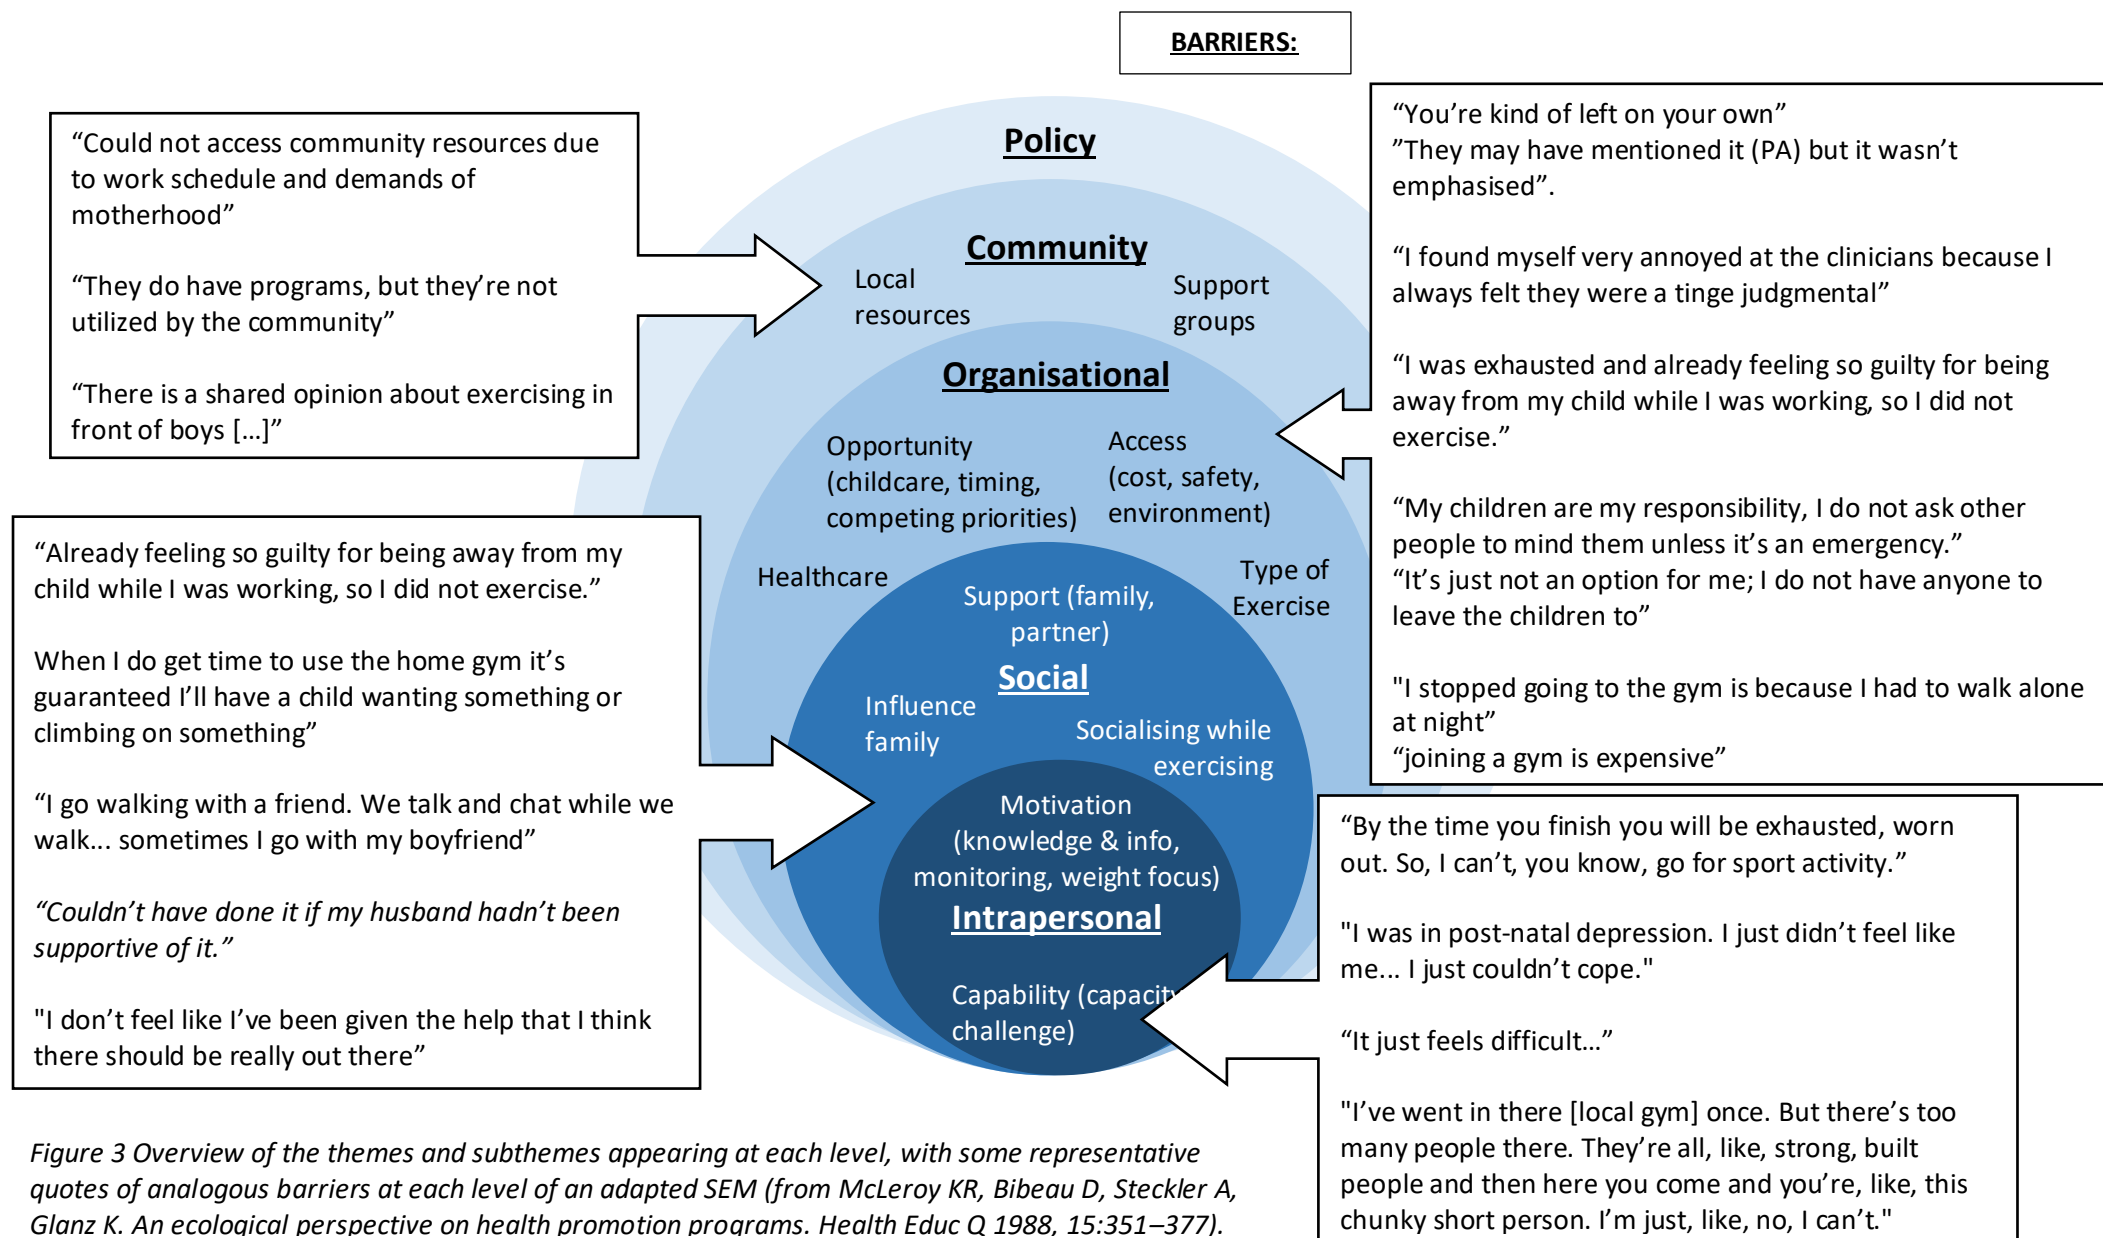 BARRIERS:
“Could not access community resources due
to work schedule and demands of
motherhood”
“They do have programs, but they’re not
utilized by the community”
“There is a shared opinion about exercising in
front of boys […]”
“Already feeling so guilty for being away from my
child while I was working, so I did not exercise.”
When I do get time to use the home gym it’s
guaranteed I’ll have a child wanting something or
climbing on something”
“I go walking with a friend. We talk and chat while we
walk... sometimes I go with my boyfriend”
“Couldn’t have done it if my husband hadn’t been
supportive of it.”
"I don’t feel like I’ve been given the help that I think
there should be really out there”
Policy
Community
Local
resources
Support
groups
Organisational
Opportunity
(childcare, timing,
competing priorities)
Access
(cost, safety,
environment)
Healthcare
Type of
Exercise
Support (family,
partner)
Social
Influence
family
Socialising while
exercising
Motivation
(knowledge & info,
monitoring, weight focus)
Intrapersonal
Capability (capacity
challenge)
“You’re kind of left on your own”
”They may have mentioned it (PA) but it wasn’t
emphasised”.
“I found myself very annoyed at the clinicians because I
always felt they were a tinge judgmental”
“I was exhausted and already feeling so guilty for being
away from my child while I was working, so I did not
exercise.”
“My children are my responsibility, I do not ask other
people to mind them unless it’s an emergency.”
“It’s just not an option for me; I do not have anyone to
leave the children to”
"I stopped going to the gym is because I had to walk alone
at night”
“joining a gym is expensive”
“By the time you finish you will be exhausted, worn
out. So, I can’t, you know, go for sport activity.”
"I was in post-natal depression. I just didn’t feel like
me... I just couldn’t cope."
“It just feels difficult…”
"I’ve went in there [local gym] once. But there’s too
many people there. They’re all, like, strong, built
people and then here you come and you’re, like, this
chunky short person. I’m just, like, no, I can’t."
Figure 3 Overview of the themes and subthemes appearing at each level, with some representative
quotes of analogous barriers at each level of an adapted SEM (from McLeroy KR, Bibeau D, Steckler A,
Glanz K. An ecological perspective on health promotion programs. Health Educ Q 1988, 15:351–377).